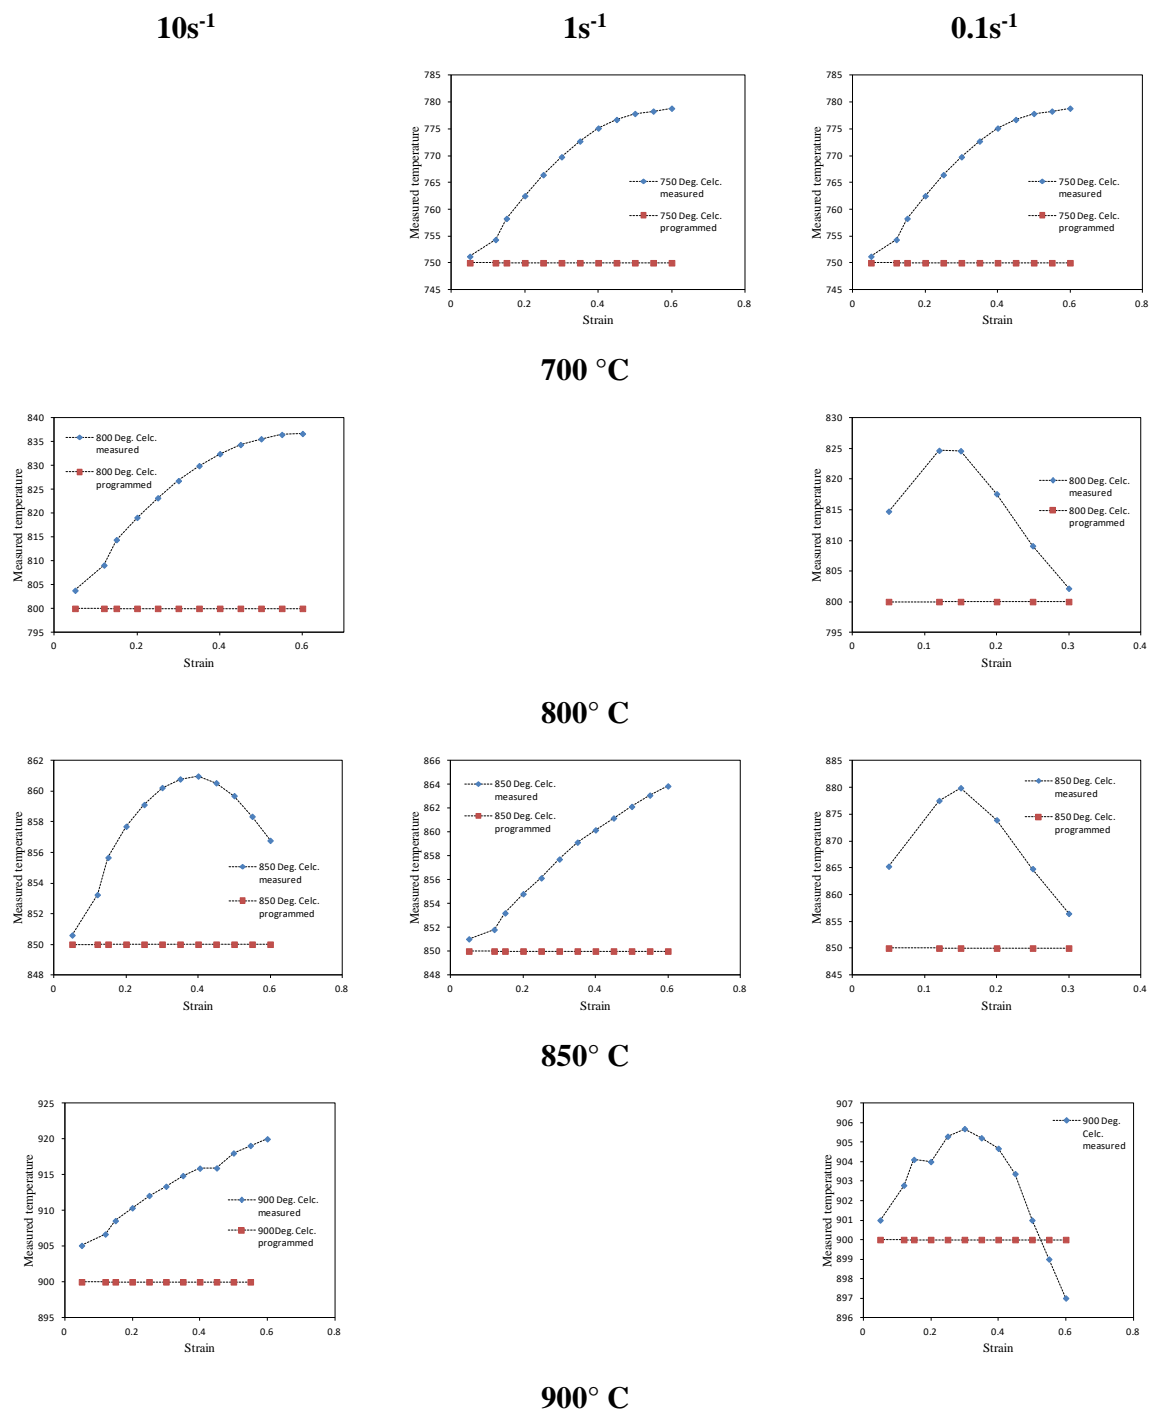 10s-1
1s-1
0.1s-1
785
780
775
770
765
760
755
750
745
0
0.2
0.4
0.6
0.8
Measured temperature
Strain
750 Deg. Celc.
measured
750 Deg. Celc.
programmed
785
780
775
770
765
760
755
750
745
0
0.2
0.4
0.6
0.8
Measured temperature
Strain
750 Deg. Celc.
measured
750 Deg. Celc.
programmed
700 °C
840
835
830
825
820
815
810
805
800
795
0
0.2
0.4
0.6
Measured temperature
Strain
800 Deg. Celc.
measured
800 Deg. Celc.
programmed
830
825
820
815
810
805
800
795
0
0.1
0.2
0.3
0.4
Measured temperature
Strain
800 Deg. Celc.
measured
800 Deg. Celc.
programmed
800° C
862
860
858
856
854
852
850
848
0
0.2
0.4
0.6
0.8
Measured temperature
Strain
850 Deg. Celc.
measured
850 Deg. Celc.
programmed
866
864
862
860
858
856
854
852
850
848
0
0.2
0.4
0.6
0.8
Measured temperature
Strain
850 Deg. Celc.
measured
850 Deg. Celc.
programmed
885
880
875
870
865
860
855
850
845
0
0.1
0.2
0.3
0.4
Measured temperature
Strain
850 Deg. Celc.
measured
850 Deg. Celc.
programmed
850° C
925
920
915
910
905
900
895
0
0.2
0.4
0.6
0.8
Measured temperature
Strain
900 Deg. Celc.
measured
900Deg. Celc.
programmed
907
906
905
904
903
902
901
900
899
898
897
896
0
0.2
0.4
0.6
0.8
Measured temperature
Strain
900 Deg.
Celc.
measured
900° C